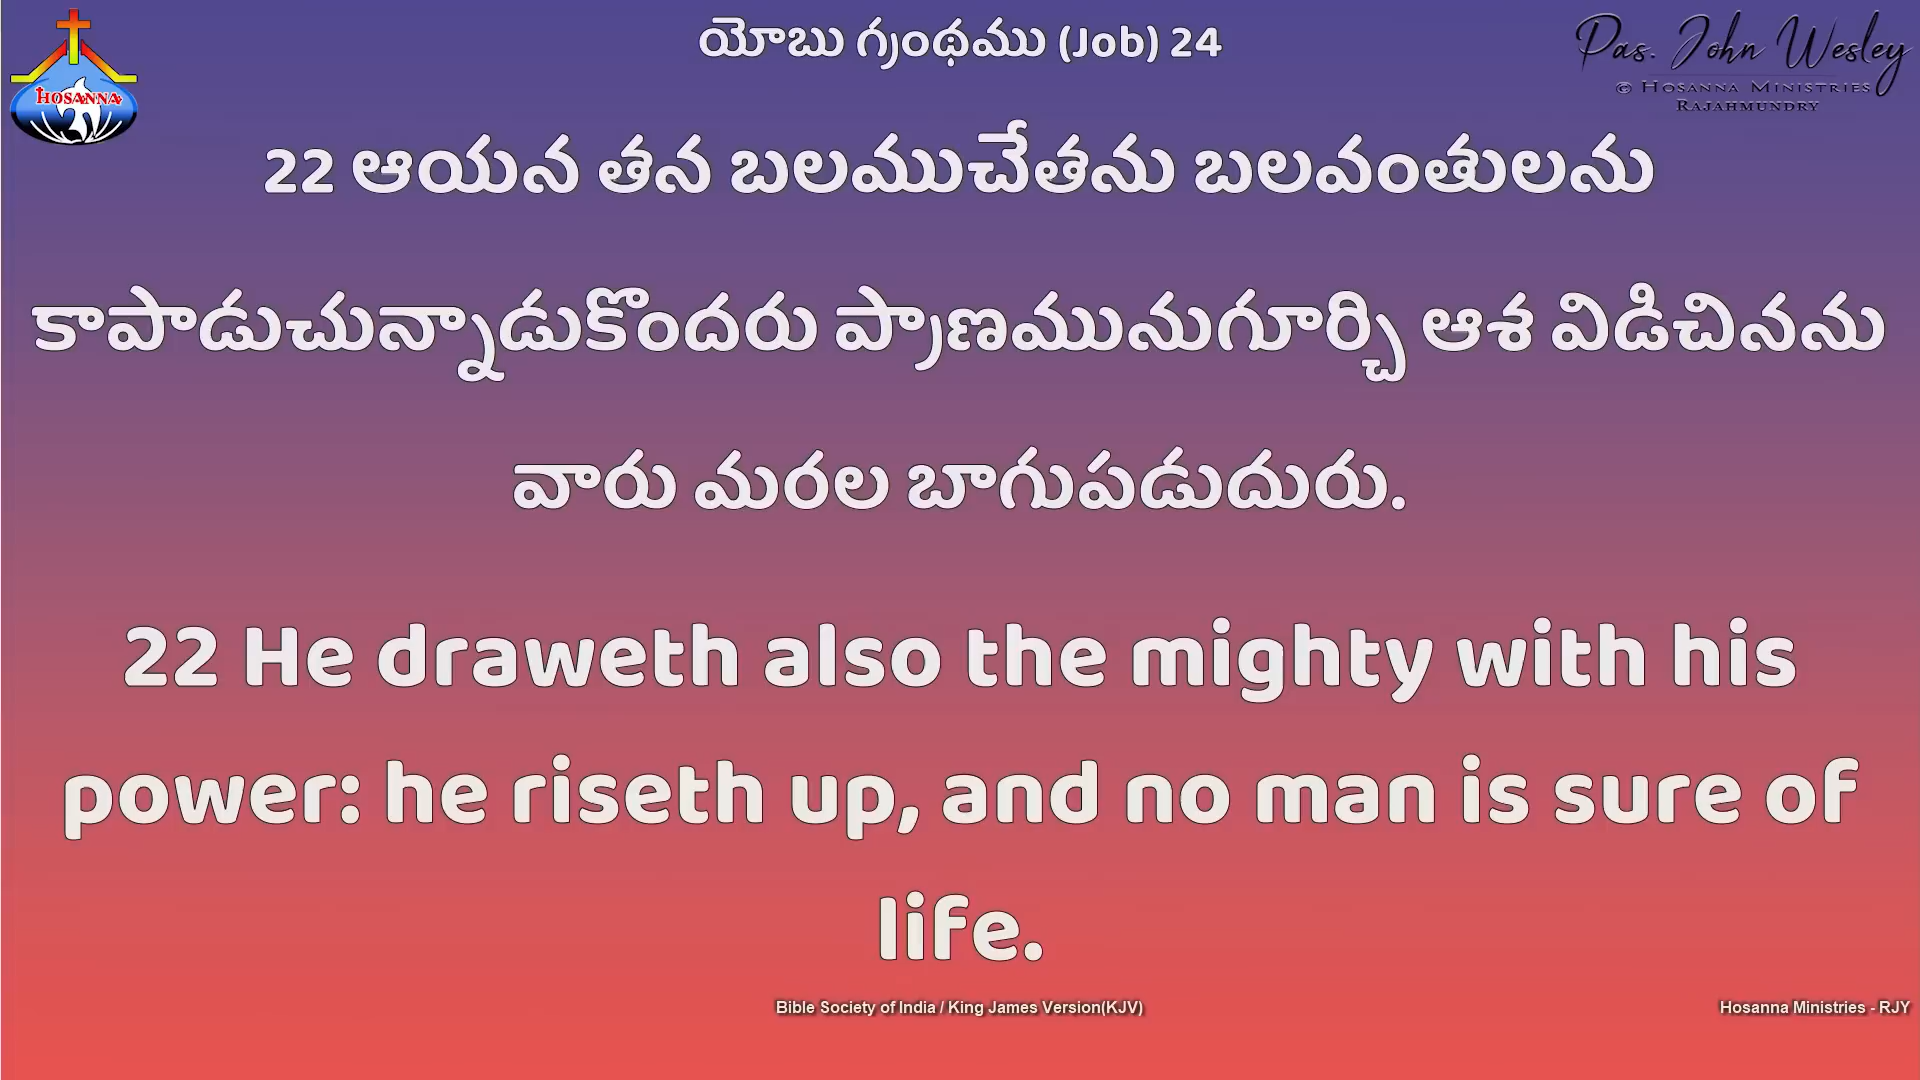 యోబు గ్రంథము (Job) 24
Pas. John Wesley
© HOSANNA MINISTRIES
RAJAHMUNDRY
HOSANNA
22 ఆయన తన బలముచేతను బలవంతులను
కాపాడుచున్నాడుకొందరు ప్రాణమునుగూర్చి ఆశ విడిచినను
వారు మరల బాగుపడుదురు.
22 He draweth also the mighty with his
power: he riseth up, and no man is sure of
life.
Bible Society of India / King James Version(KJV)
Hosanna Ministries - RJY